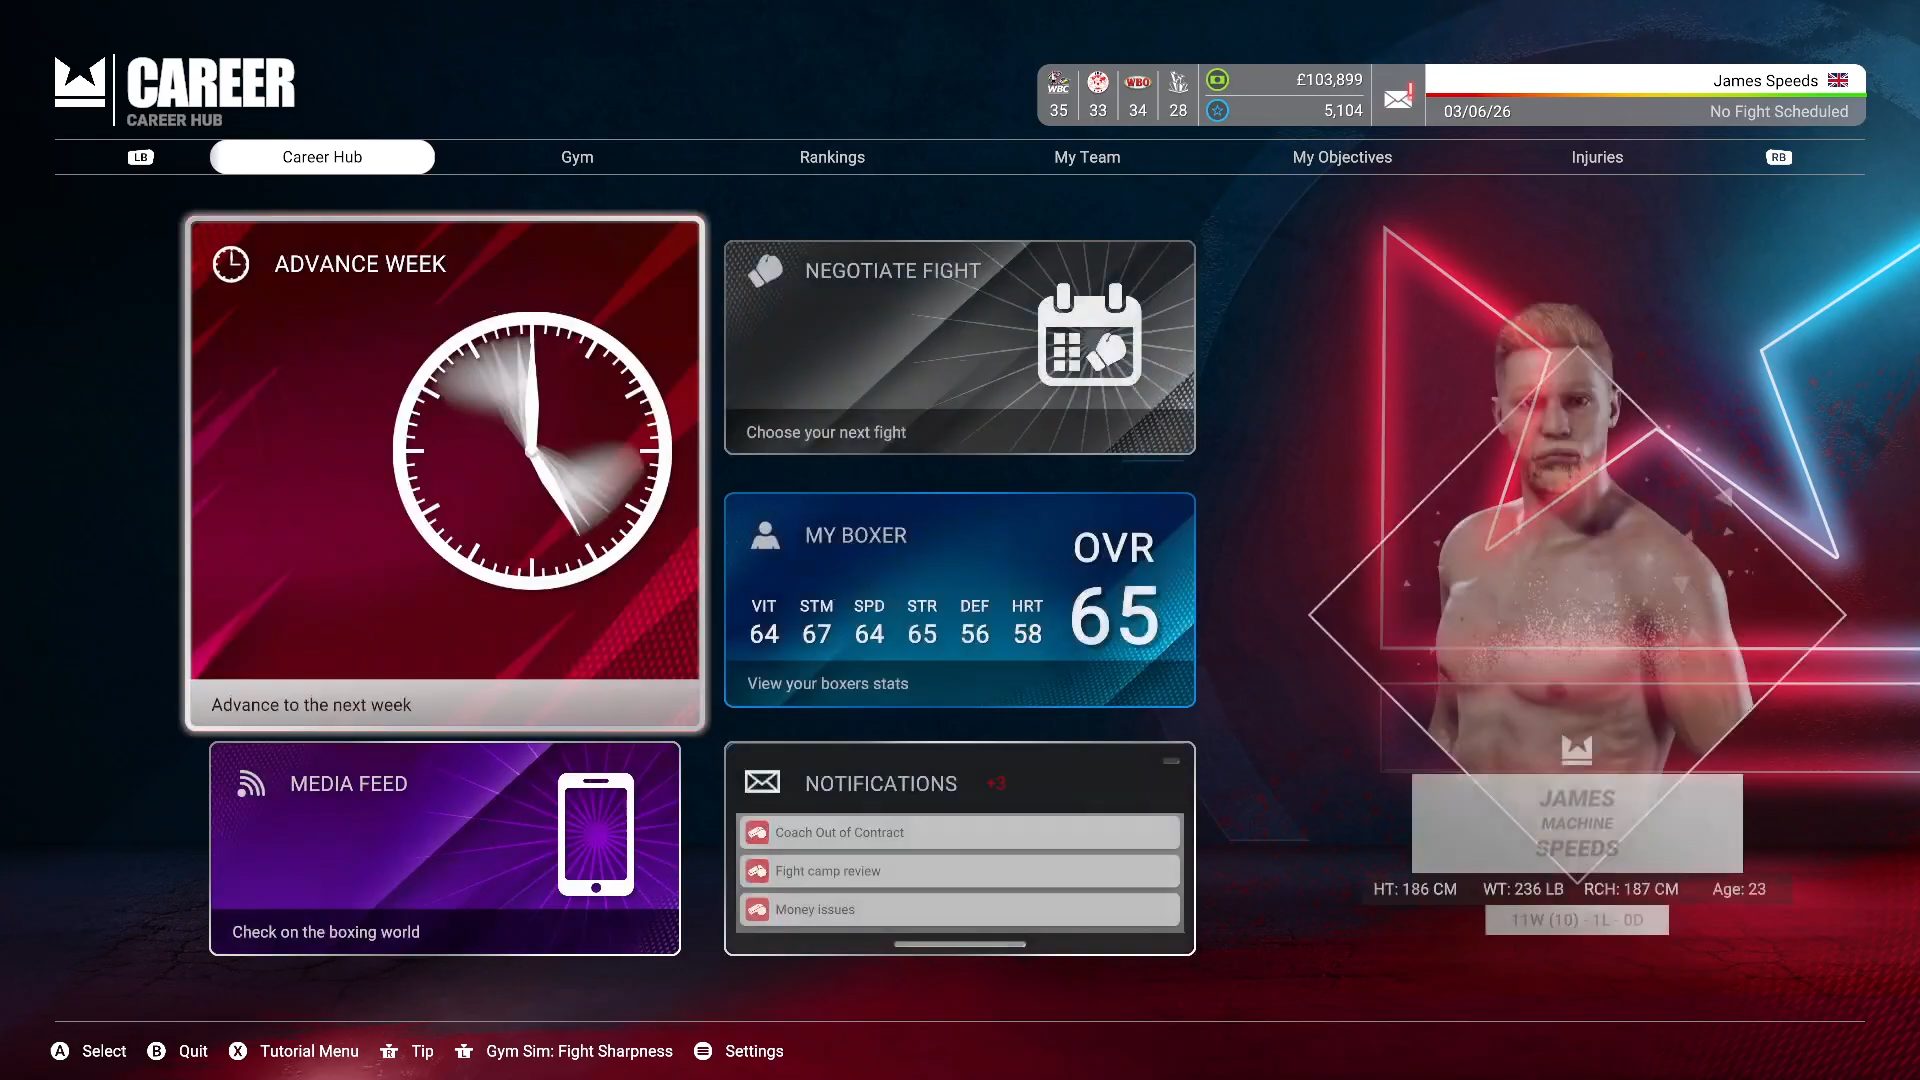 CAREER
CAREER HUB
WBC
WBO
35
33
34
28
£103,899
5,104
James Speeds
03/06/26
No Fight Scheduled
LB
Career Hub
Gym
Rankings
My Team
My Objectives
Injuries
RB
ADVANCE WEEK
Advance to the next week
NEGOTIATE FIGHT
Choose your next fight
MY BOXER
OVR
65
VIT STM SPD STR DEF HRT
64 67 64 65 56 58
View your boxers stats
MEDIA FEED
Check on the boxing world
NOTIFICATIONS +3
Coach Out of Contract
Fight camp review
Money issues
JAMES
MACHINE
SPEEDS
HT: 186 CM WT: 236 LB RCH: 187 CM Age: 23
11W (10) - 1L - 0D
A Select B Quit X Tutorial Menu R Tip L Gym Sim: Fight Sharpness Settings